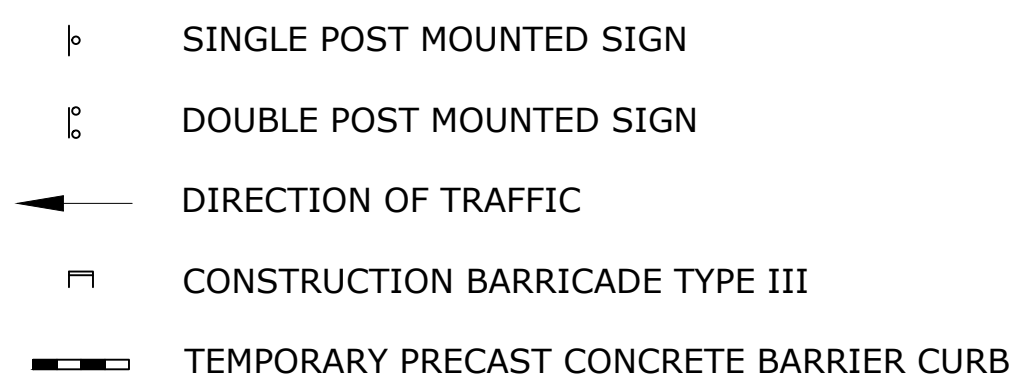 SINGLE POST MOUNTED SIGN
DOUBLE POST MOUNTED SIGN
DIRECTION OF TRAFFIC
CONSTRUCTION BARRICADE TYPE III
TEMPORARY PRECAST CONCRETE BARRIER CURB